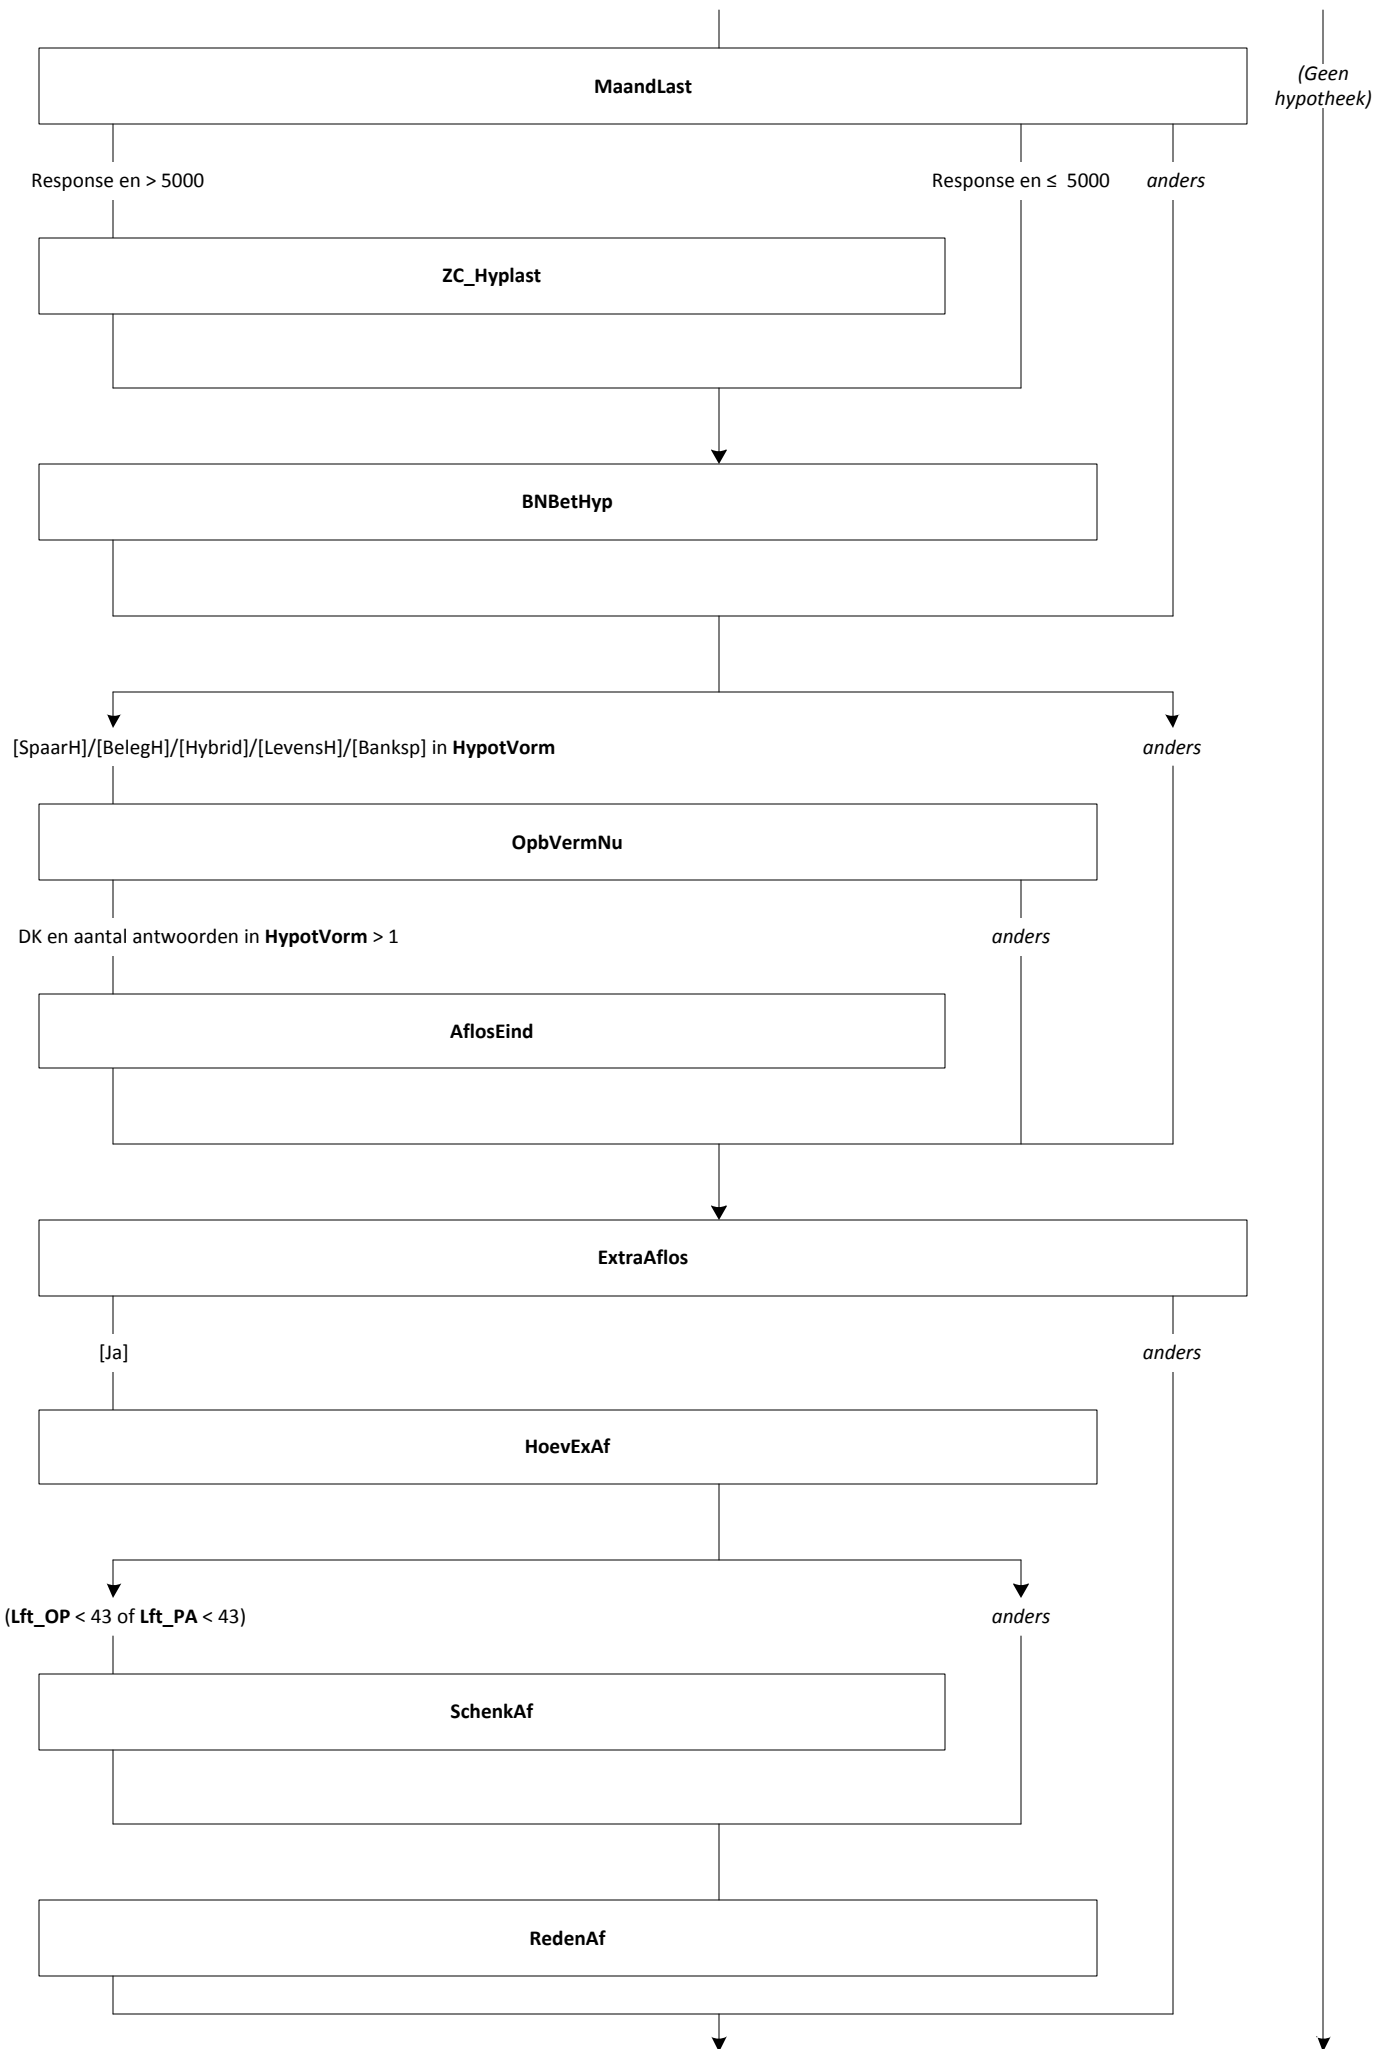 MaandLast
(Geen
hypotheek)
Response en > 5000
Response en ≤ 5000
anders
ZC_Hyplast
BNBetHyp
[SpaarH]/[BelegH]/[Hybrid]/[LevensH]/[Banksp] in HypotVorm
anders
OpbVermNu
DK en aantal antwoorden in HypotVorm > 1
anders
AflosEind
ExtraAflos
[Ja]
anders
HoevExAf
(Lft_OP < 43 of Lft_PA < 43)
anders
SchenkAf
RedenAf